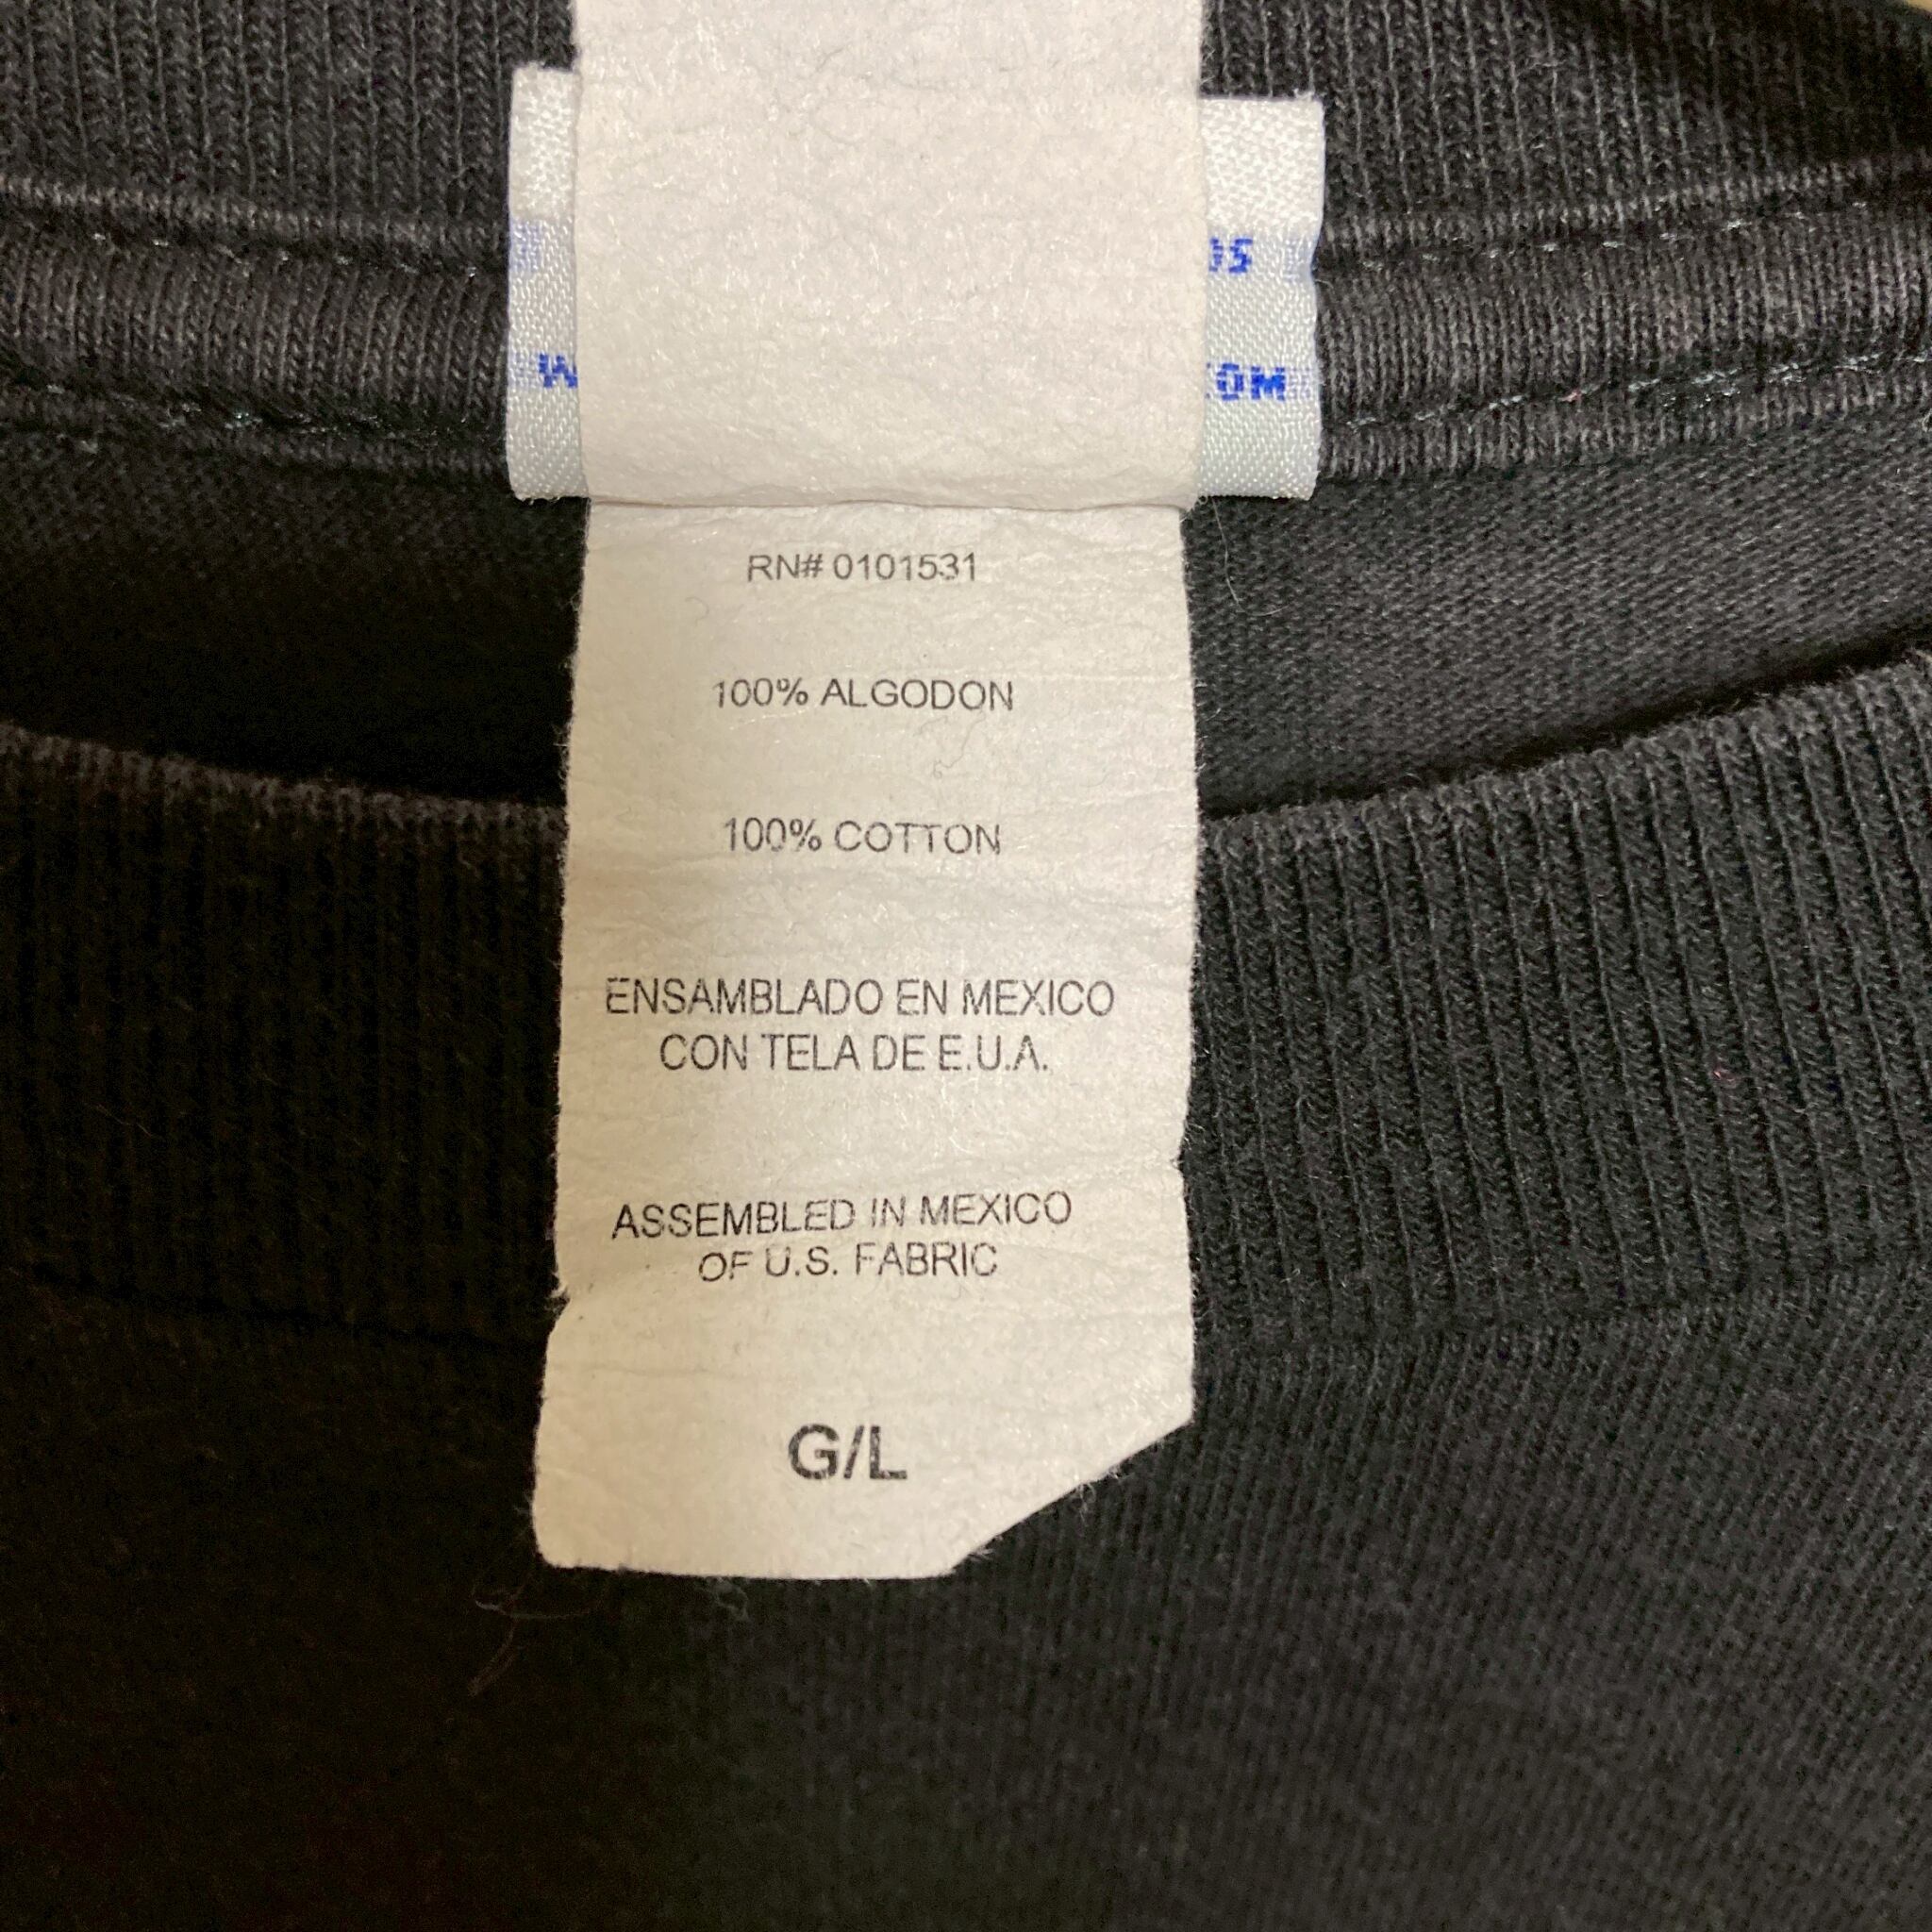 RN# 0101531
100% ALGODON
100% COTTON
ENSAMBLADO EN MEXICO
CON TELA DE E.U.A.
ASSEMBLED IN MEXICO
OF U.S. FABRIC
G/L